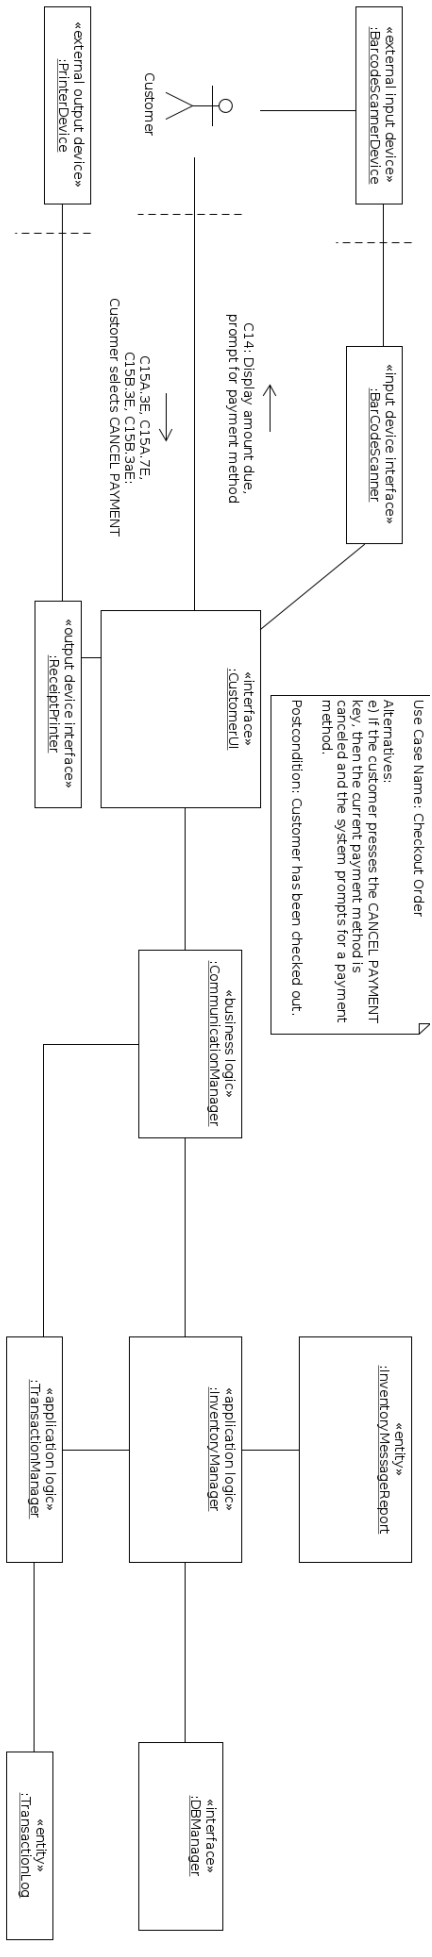 Use Case Name: Checkout Order
Alternatives:
e) If the customer presses the CANCEL PAYMENT
key, then the current payment method is
canceled and the system prompts for a payment
method.
Postcondition: Customer has been checked out.
«external input device»
:BarcodeScannerDevice
«input device interface»
:BarCodeScanner
«entity»
:InventoryMessageReport
C14: Display amount due,
prompt for payment method
Customer
«interface»
:CustomerUI
«business logic»
:CommunicationManager
«application logic»
:InventoryManager
«interface»
:DBManager
C15A.3E, C15A.7E,
C15B.3E, C15B.3aE:
Customer selects CANCEL PAYMENT
«external output device»
:PrinterDevice
«output device interface»
:ReceiptPrinter
«application logic»
:TransactionManager
«entity»
:TransactionLog